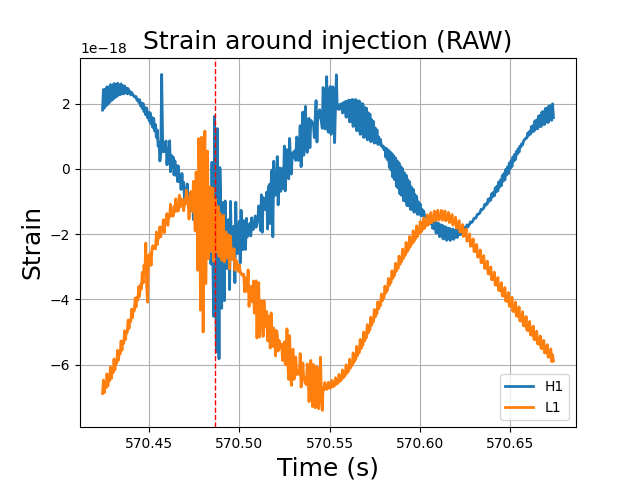 Strain around injection (RAW)
1e−18
2
0
−2
−4
−6
Strain
570.45 570.50 570.55 570.60 570.65
Time (s)
H1
L1